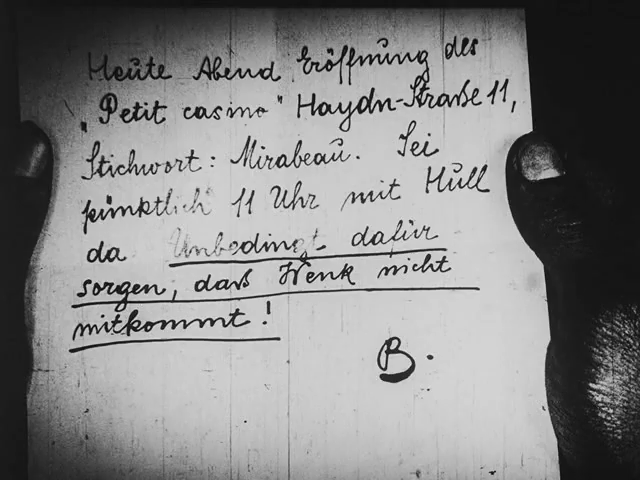 Heute Abend Eröffnung des
„Petit casino" Haydn-Straße 11,
Stichwort: Mirabeau. Sei
pünktlich 11 Uhr mit Hull
da Unbedingt dafür
sorgen, daß Wenk nicht
mitkommt!
B.